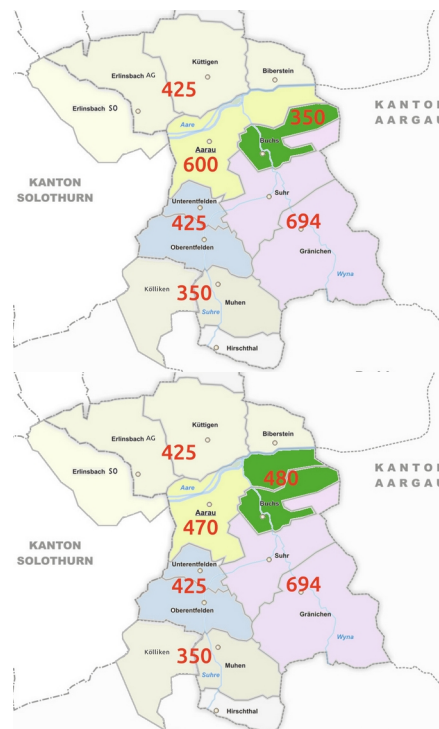 Küttigen
Biberstein
Erlinsbach AG
425
Erlinsbach SO
KANTON
AARGAU
350
Aare
Aarau
Buchs
600
KANTON
SOLOTHURN
Unterentfelden
Suhr
425
694
Oberentfelden
Gränichen
Kölliken
350
Muhen
Wyna
Suhre
Hirschthal
Küttigen
Biberstein
Erlinsbach AG
425
Erlinsbach SO
KANTON
AARGAU
480
Aare
Aarau
Buchs
470
KANTON
SOLOTHURN
Unterentfelden
Suhr
425
694
Oberentfelden
Gränichen
Kölliken
350
Muhen
Wyna
Suhre
Hirschthal